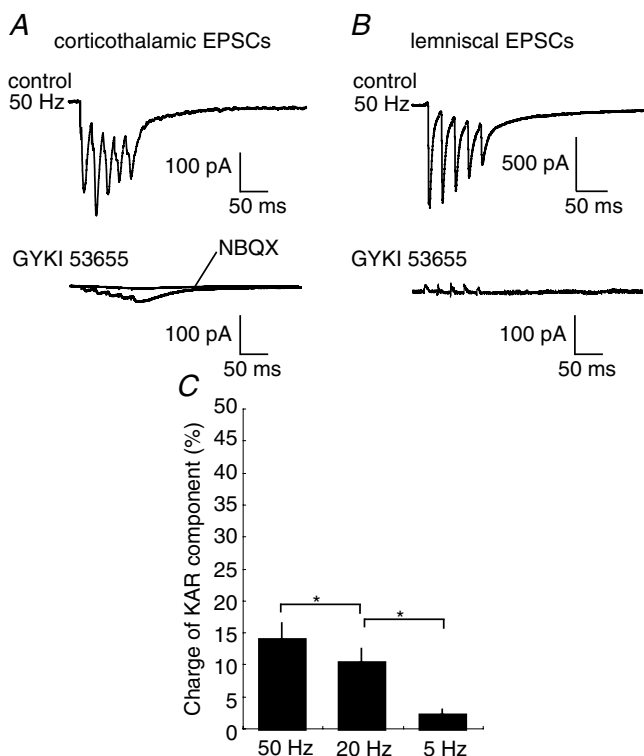 A
corticothalamic EPSCs
control
50 Hz
100 pA
50 ms
GYKI 53655
NBQX
100 pA
50 ms
B
lemniscal EPSCs
control
50 Hz
500 pA
50 ms
GYKI 53655
100 pA
50 ms
C
Charge of KAR component (%)
50
45
40
35
30
25
20
15
10
5
0
*
*
50 Hz
20 Hz
5 Hz